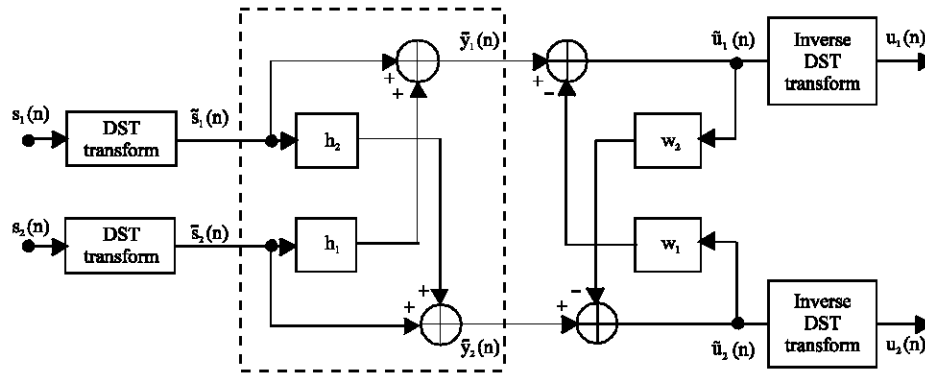 s₁(n)
DST
transform
s̃₁(n)
h₂
+
+
ỹ₁(n)
+
−
ũ₁(n)
Inverse
DST
transform
u₁(n)
w₂
s₂(n)
DST
transform
s̄₂(n)
h₁
w₁
+
+
ȳ₂(n)
+
−
ũ₂(n)
Inverse
DST
transform
u₂(n)